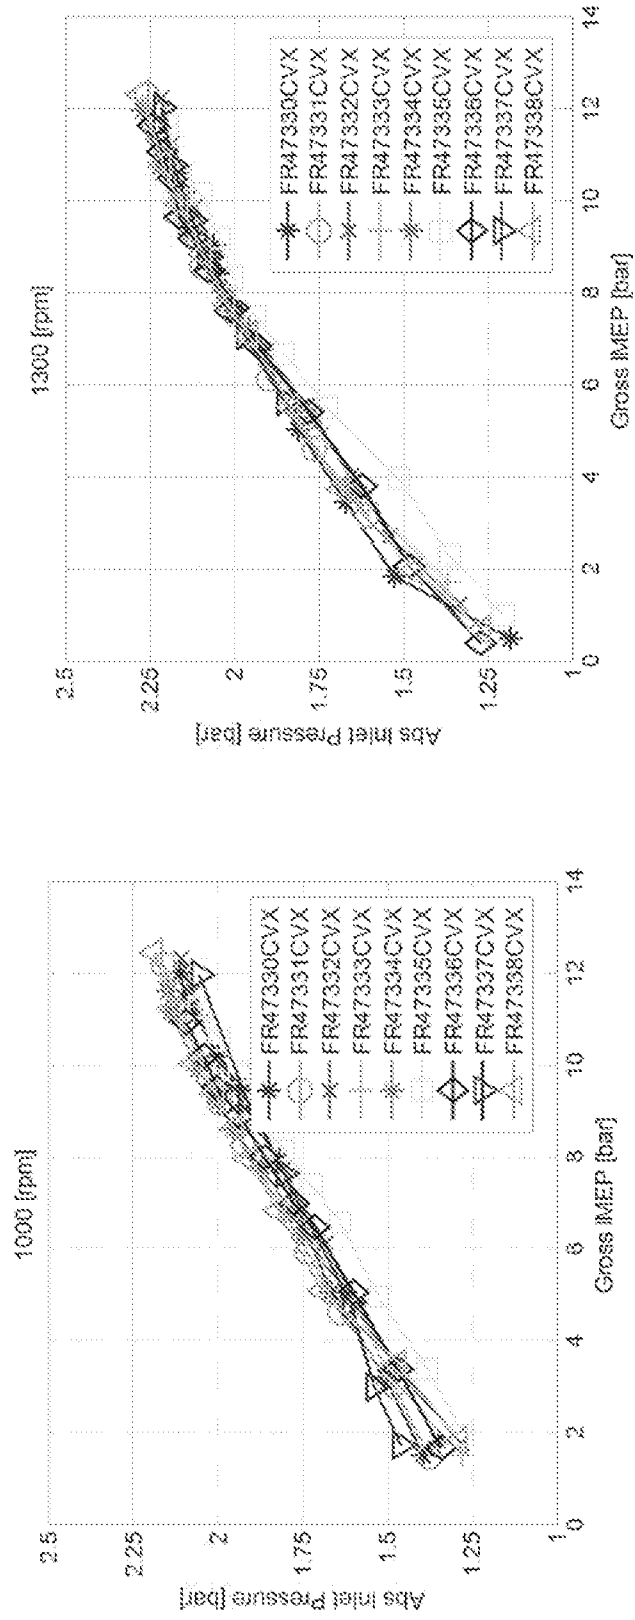 1000 [rpm]
Abs Inlet Pressure [bar]
2.5
2.25
2
1.75
1.5
1.25
1
0
2
4
6
8
10
12
14
Gross IMEP [bar]
FR47330CVX
FR47331CVX
FR47332CVX
FR47333CVX
FR47334CVX
FR47335CVX
FR47336CVX
FR47337CVX
FR47338CVX
1300 [rpm]
Abs Inlet Pressure [bar]
2.5
2.25
2
1.75
1.5
1.25
1
0
2
4
6
8
10
12
14
Gross IMEP [bar]
FR47330CVX
FR47331CVX
FR47332CVX
FR47333CVX
FR47334CVX
FR47335CVX
FR47336CVX
FR47337CVX
FR47338CVX